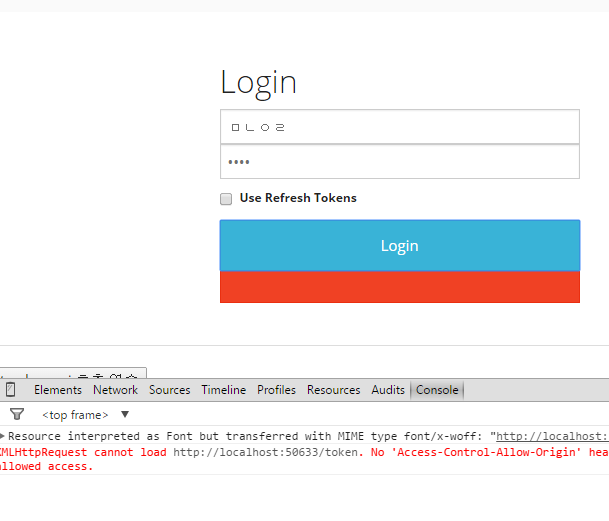 Login
ㅁㄴㅇㄹ
••••
Use Refresh Tokens
Login
Elements Network Sources Timeline Profiles Resources Audits Console
<top frame> ▼
Resource interpreted as Font but transferred with MIME type font/x-woff: "http://localhost:
XMLHttpRequest cannot load http://localhost:50633/token. No 'Access-Control-Allow-Origin' hea
allowed access.